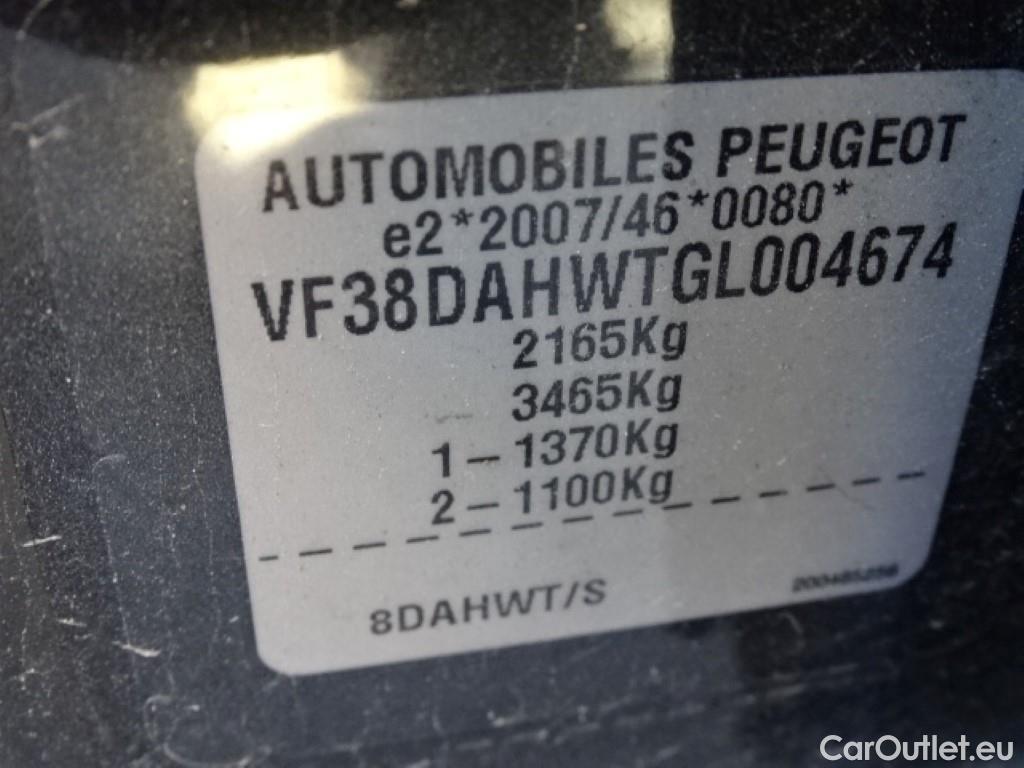 AUTOMOBILES PEUGEOT
e2*2007/46*0080*
VF38DAHWTGL004674
2165Kg
3465Kg
1-1370Kg
2-1100Kg
8DAHWT/S
CarOutlet.eu